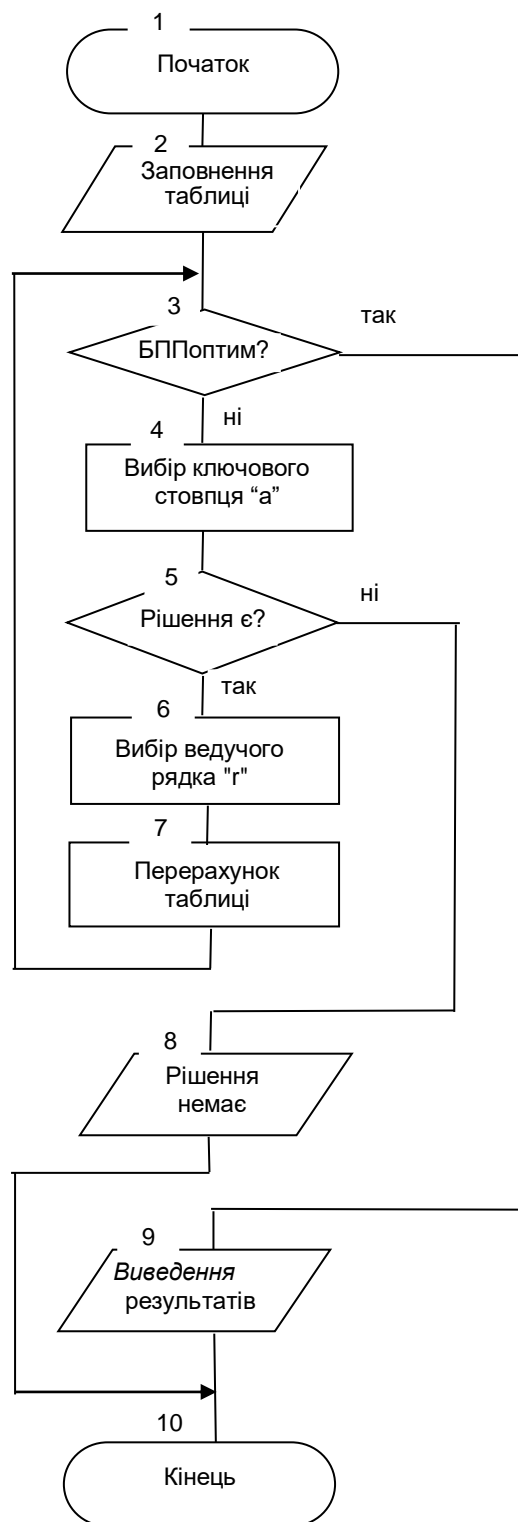 1
Початок
2
Заповнення
таблиці
3
так
БППоптим?
ні
4
Вибір ключового
стовпця “а”
5
ні
Рішення є?
так
6
Вибір ведучого
рядка "r"
7
Перерахунок
таблиці
8
Рішення
немає
9
Виведення
результатів
10
Кінець